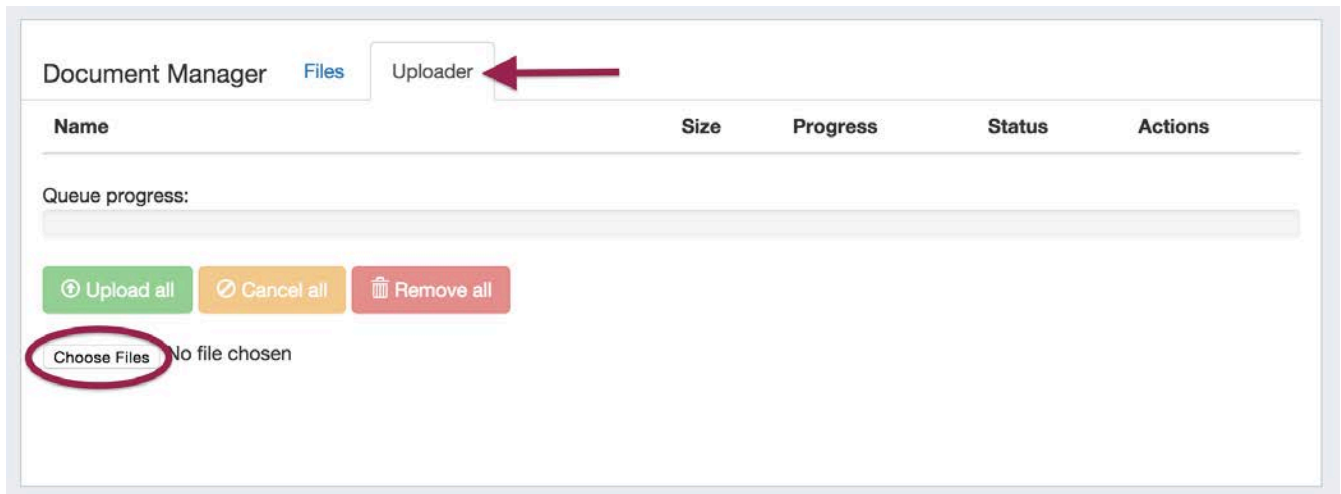 Document Manager Files Uploader
Name Size Progress Status Actions
Queue progress:
Upload all Cancel all Remove all
Choose Files No file chosen